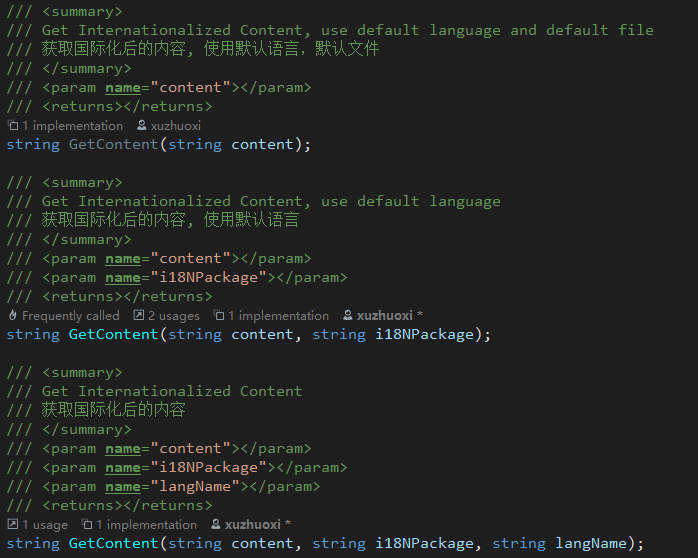 /// <summary>
/// Get Internationalized Content, use default language and default file
/// 获取国际化后的内容, 使用默认语言，默认文件
/// </summary>
/// <param name="content"></param>
/// <returns></returns>
1 implementation xuzhuoxi
string GetContent(string content);
/// <summary>
/// Get Internationalized Content, use default language
/// 获取国际化后的内容, 使用默认语言
/// </summary>
/// <param name="content"></param>
/// <param name="i18NPackage"></param>
/// <returns></returns>
Frequently called 2 usages 1 implementation xuzhuoxi *
string GetContent(string content, string i18NPackage);
/// <summary>
/// Get Internationalized Content
/// 获取国际化后的内容
/// </summary>
/// <param name="content"></param>
/// <param name="i18NPackage"></param>
/// <param name="langName"></param>
/// <returns></returns>
1 usage 1 implementation xuzhuoxi *
string GetContent(string content, string i18NPackage, string langName);